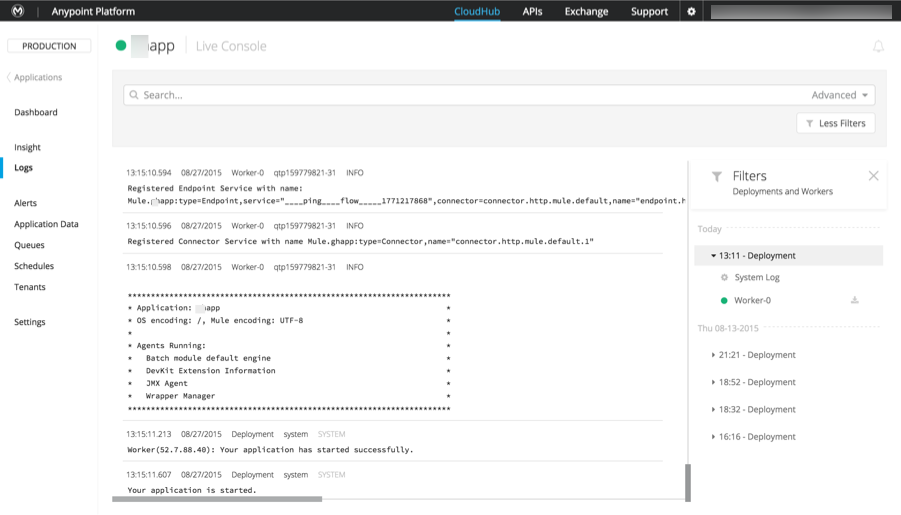 Anypoint Platform
CloudHub
APIs
Exchange
Support
PRODUCTION
Applications
Dashboard
Insight
Logs
Alerts
Application Data
Queues
Schedules
Tenants
Settings
app
Live Console
Search...
Advanced
Less Filters
13:15:10.594 08/27/2015 Worker-0 qtp159779821-31 INFO
Registered Endpoint Service with name:
Mule. happ:type=Endpoint,service="____ping____flow_____1771217868",connector=connector.http.mule.default,name="endpoint.h
13:15:10.596 08/27/2015 Worker-0 qtp159779821-31 INFO
Registered Connector Service with name Mule.ghapp:type=Connector,name="connector.http.mule.default.1"
13:15:10.598 08/27/2015 Worker-0 qtp159779821-31 INFO
**********************************************************************
* Application: app *
* OS encoding: /, Mule encoding: UTF-8 *
* *
* Agents Running: *
* Batch module default engine *
* DevKit Extension Information *
* JMX Agent *
* Wrapper Manager *
**********************************************************************
13:15:11.213 08/27/2015 Deployment system SYSTEM
Worker(52.7.88.40): Your application has started successfully.
13:15:11.607 08/27/2015 Deployment system SYSTEM
Your application is started.
Filters
Deployments and Workers
Today
13:11 - Deployment
System Log
Worker-0
Thu 08-13-2015
21:21 - Deployment
18:52 - Deployment
18:32 - Deployment
16:16 - Deployment